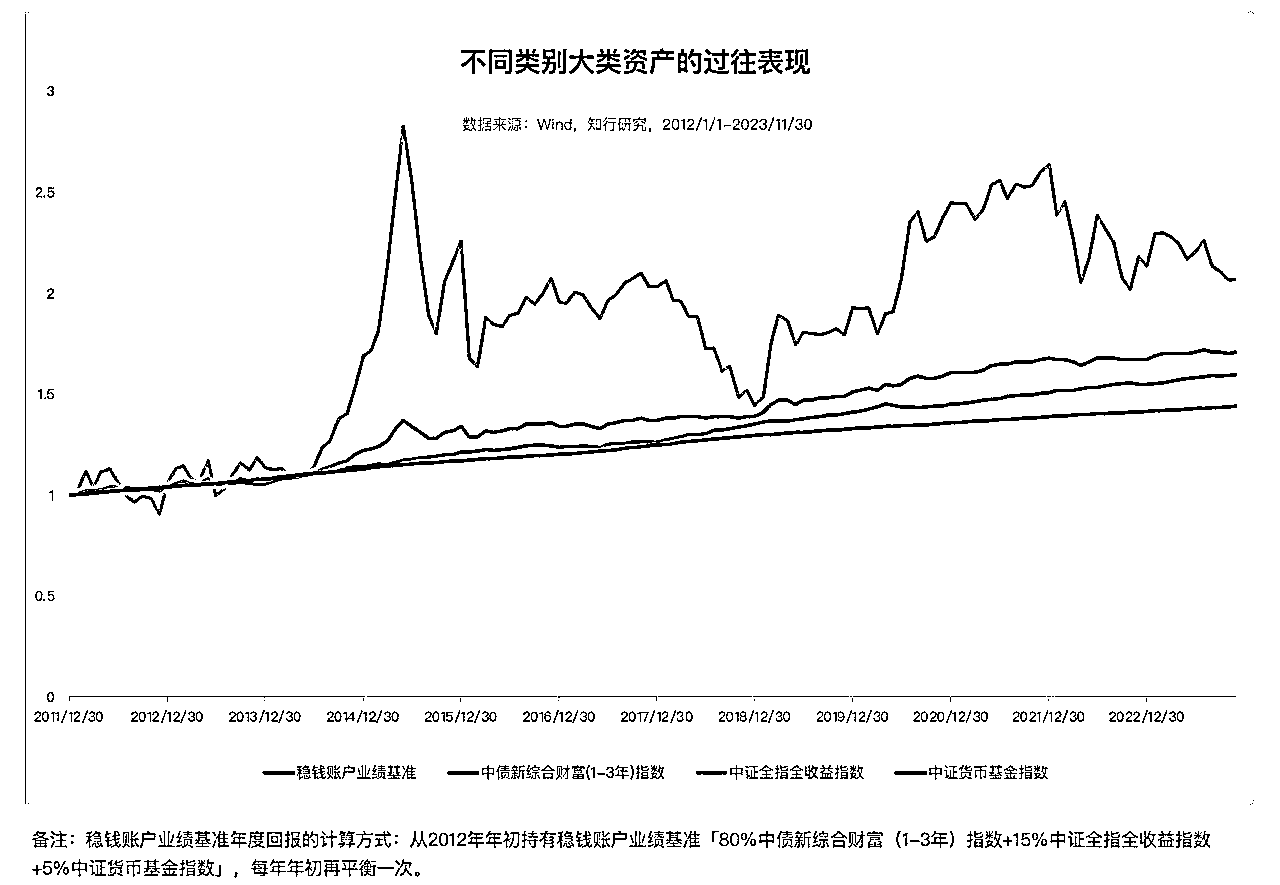 不同类别大类资产的过往表现
数据来源：Wind，知行研究，2012/1/1-2023/11/30
3
2.5
2
1.5
1
0.5
0
2011/12/30 2012/12/30 2013/12/30 2014/12/30 2015/12/30 2016/12/30 2017/12/30 2018/12/30 2019/12/30 2020/12/30 2021/12/30 2022/12/30
稳钱账户业绩基准 中债新综合财富(1-3年)指数 中证全指全收益指数 中证货币基金指数
备注：稳钱账户业绩基准年度回报的计算方式：从2012年年初持有稳钱账户业绩基准「80%中债新综合财富（1-3年）指数+15%中证全指全收益指数
+5%中证货币基金指数」，每年年初再平衡一次。